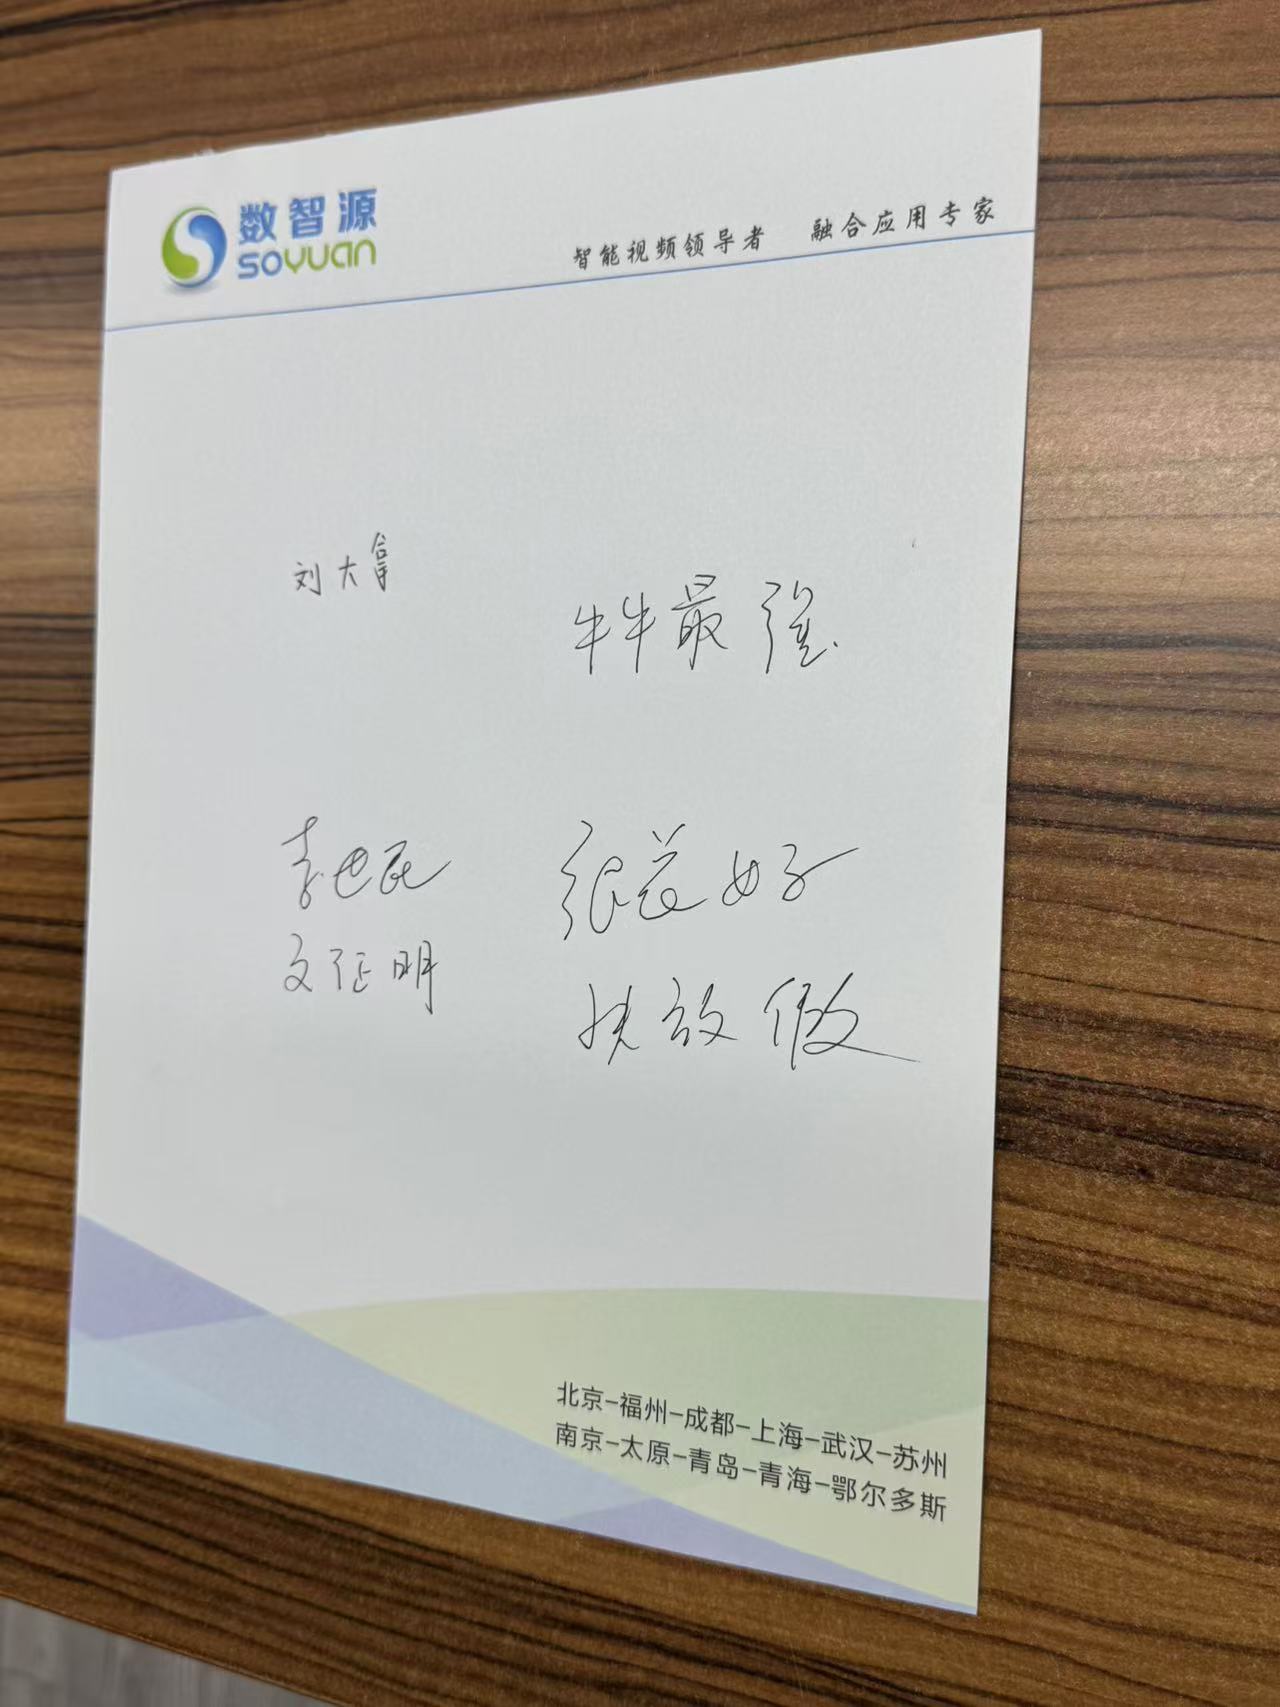 数智源
SOYUAN
智能视频领导者 融合应用专家
刘大拿
牛牛最强
李世民
张芸好
文征明
放假
北京-福州-成都-上海-武汉-苏州
南京-太原-青岛-青海-鄂尔多斯